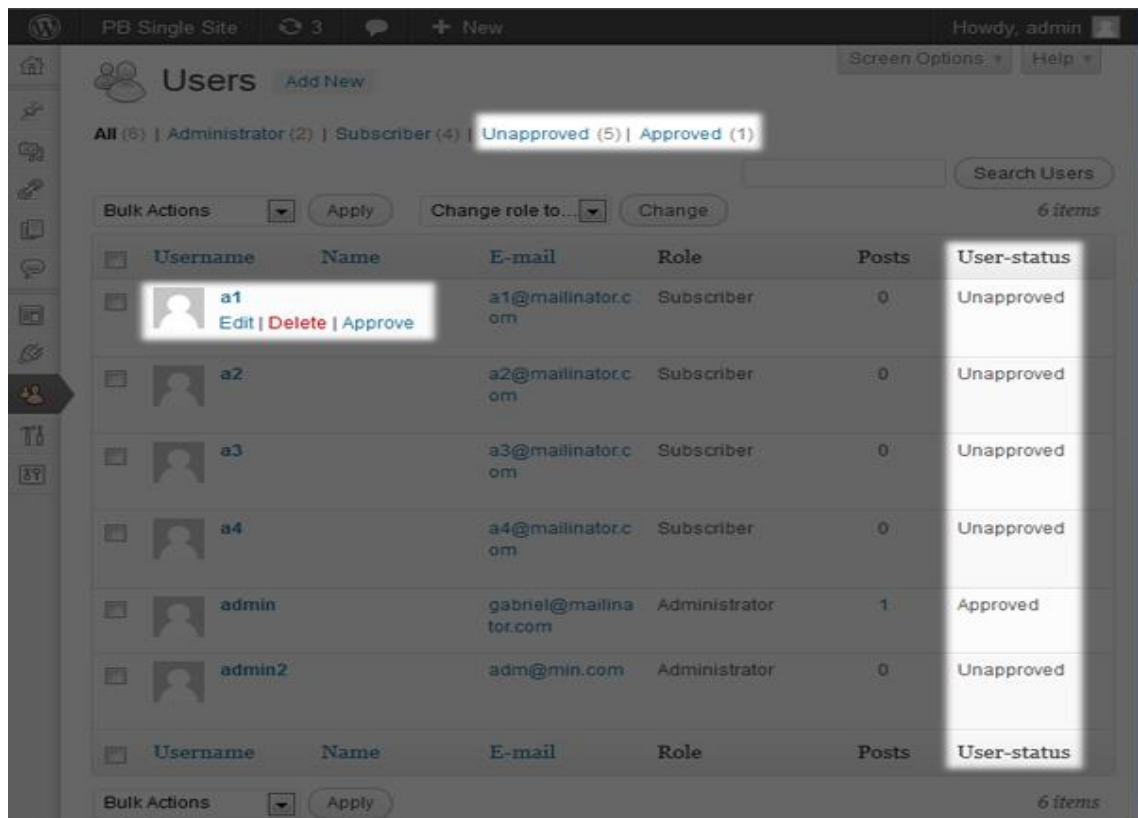 PB Single Site 3 + New Howdy, admin
Screen Options Help
Users Add New
All (6) | Administrator (2) | Subscriber (4) | Unapproved (5) | Approved (1)
Search Users
Bulk Actions Apply Change role to... Change 6 items
Username Name E-mail Role Posts User-status
a1 a1@mailinator.c Subscriber 0 Unapproved
Edit | Delete | Approve om
a2 a2@mailinator.c Subscriber 0 Unapproved
om
a3 a3@mailinator.c Subscriber 0 Unapproved
om
a4 a4@mailinator.c Subscriber 0 Unapproved
om
admin gabriel@mailina Administrator 1 Approved
tor.com
admin2 adm@min.com Administrator 0 Unapproved
Username Name E-mail Role Posts User-status
Bulk Actions Apply 6 items